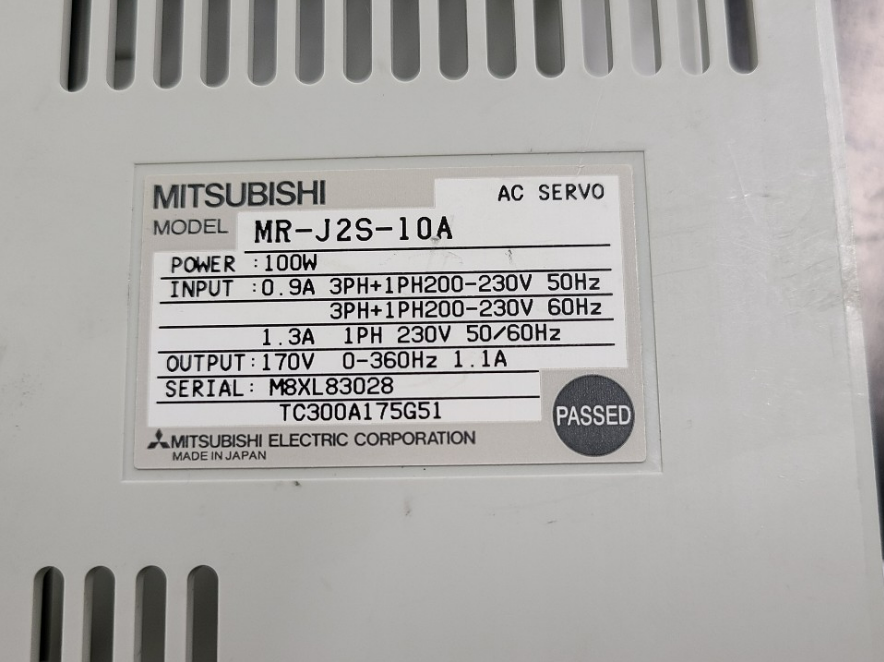 MITSUBISHI AC SERVO
MODEL MR-J2S-10A
POWER :100W
INPUT :0.9A 3PH+1PH200-230V 50Hz
3PH+1PH200-230V 60Hz
1.3A 1PH 230V 50/60Hz
OUTPUT:170V 0-360Hz 1.1A
SERIAL: M8XL83028
TC300A175G51
PASSED
MITSUBISHI ELECTRIC CORPORATION
MADE IN JAPAN